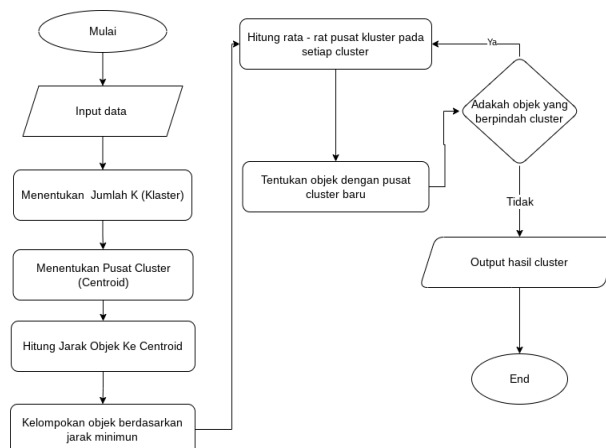 Mulai
Input data
Menentukan Jumlah K (Klaster)
Menentukan Pusat Cluster
(Centroid)
Hitung Jarak Objek Ke Centroid
Kelompokan objek berdasarkan
jarak minimun
Hitung rata - rat pusat kluster pada
setiap cluster
Tentukan objek dengan pusat
cluster baru
Ya
Adakah objek yang
berpindah cluster
Tidak
Output hasil cluster
End